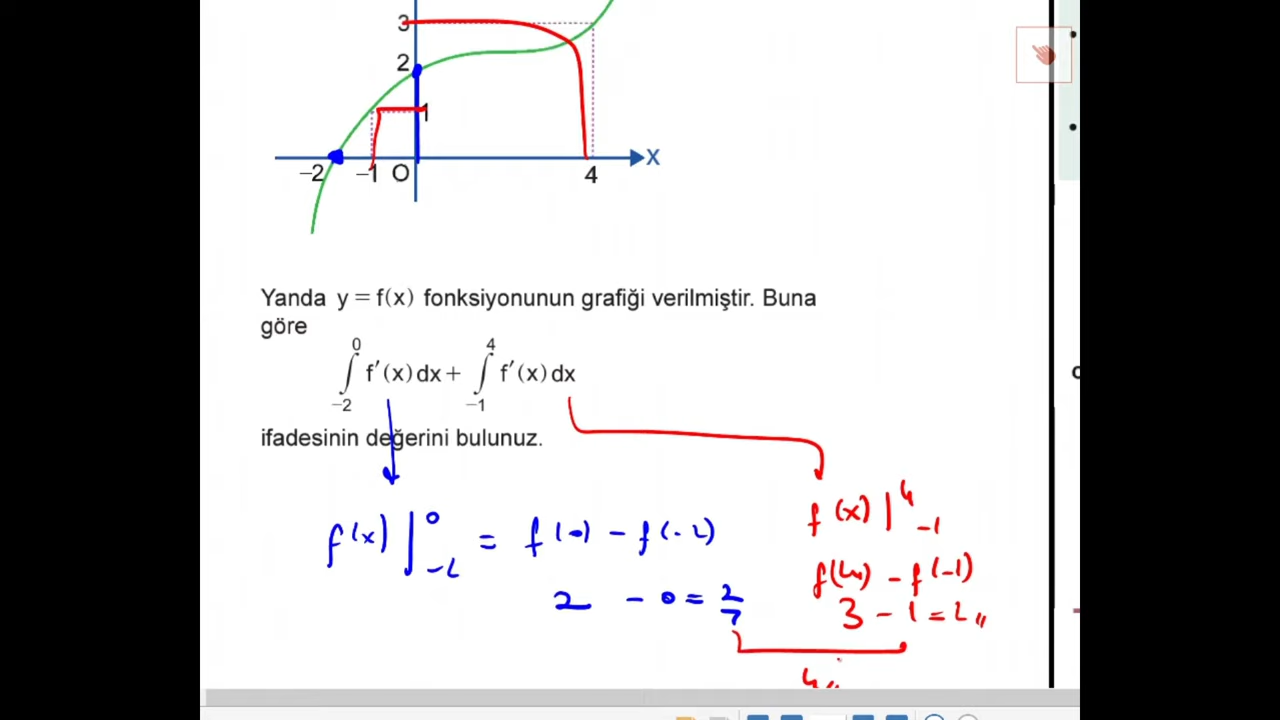 3
2
1
−2 −1 O 4 x
Yanda y = f(x) fonksiyonunun grafiği verilmiştir. Buna
göre
0 4
∫ f′(x) dx + ∫ f′(x) dx
−2 −1
ifadesinin değerini bulunuz.
f(x) |⁰₋₂ = f(0) − f(-2)
2 − 0 = 2
f(x) |⁴₋₁
f(4) − f(-1)
3 − 1 = 2
4